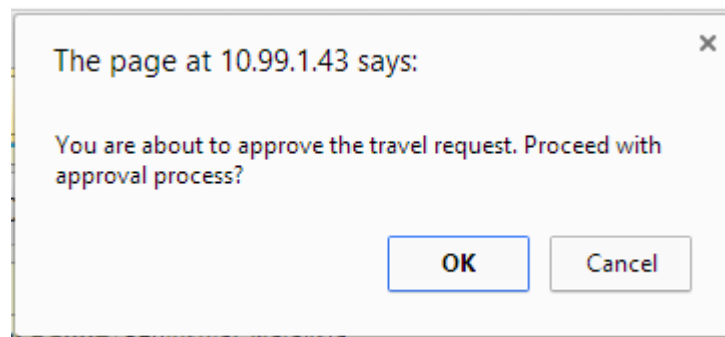 The page at 10.99.1.43 says:
You are about to approve the travel request. Proceed with
approval process?
OK
Cancel